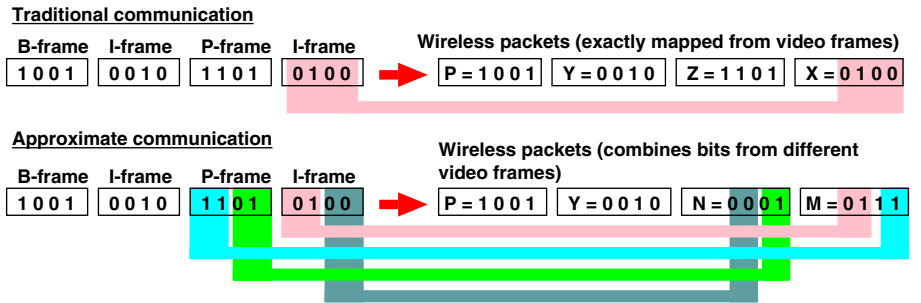 Traditional communication
B-frame I-frame P-frame I-frame
Wireless packets (exactly mapped from video frames)
1 0 0 1 0 0 1 0 1 1 0 1 0 1 0 0 P = 1 0 0 1 Y = 0 0 1 0 Z = 1 1 0 1 X = 0 1 0 0
Approximate communication
Wireless packets (combines bits from different
video frames)
B-frame I-frame P-frame I-frame
1 0 0 1 0 0 1 0 1 1 0 1 0 1 0 0 P = 1 0 0 1 Y = 0 0 1 0 N = 0 0 0 1 M = 0 1 1 1